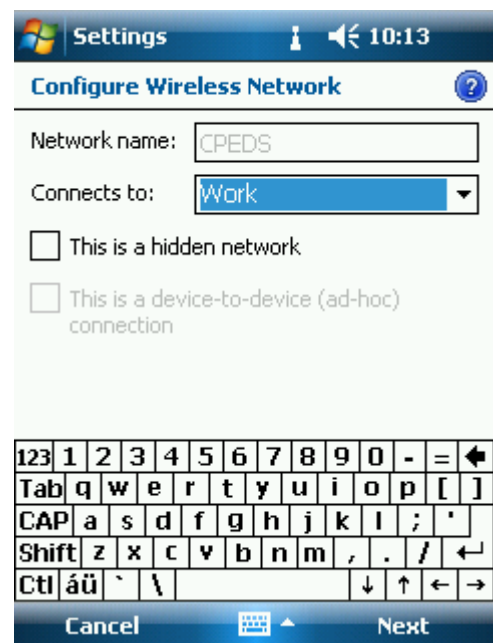 Settings 10:13
Configure Wireless Network ?
Network name: CPEDS
Connects to: Work
This is a hidden network
This is a device-to-device (ad-hoc)
connection
123 1 2 3 4 5 6 7 8 9 0 - =
Tab q w e r t y u i o p [ ]
CAP a s d f g h j k l ; '
Shift z x c v b n m , . /
Ctl áü ` \ ↓ ↑ ← →
Cancel Next